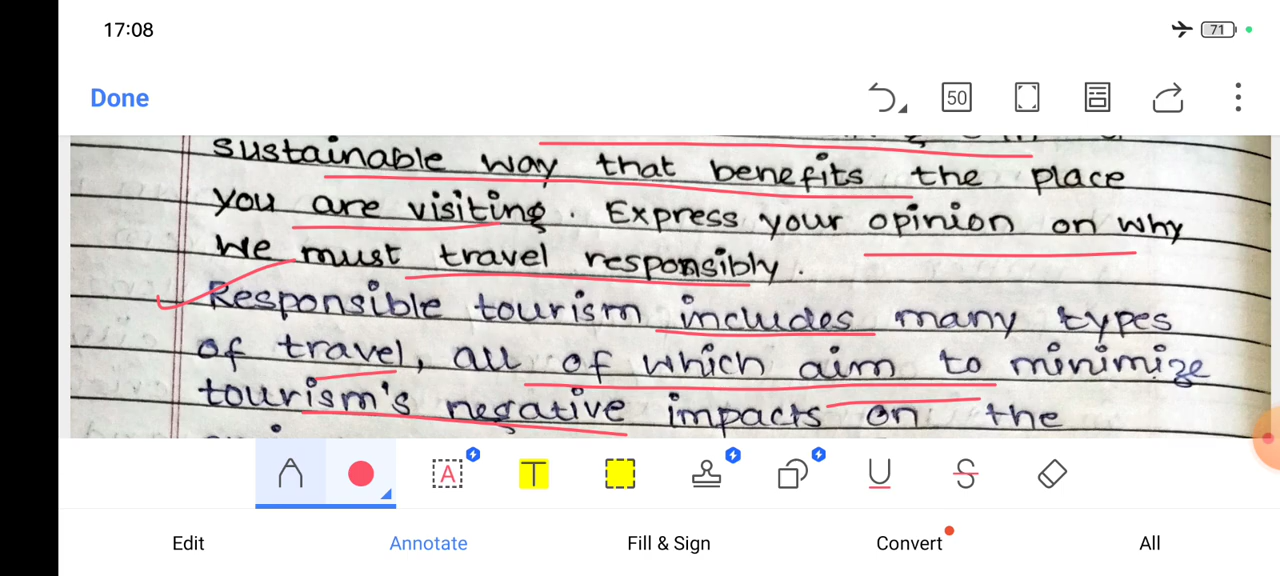 17:08
71
Done
50
sustainable way that benefits the place
you are visiting. Express your opinion on why
we must travel responsibly.
Responsible tourism includes many types
of travel, all of which aim to minimize
tourism's negative impacts on the
A
T
U
S
Edit
Annotate
Fill & Sign
Convert
All